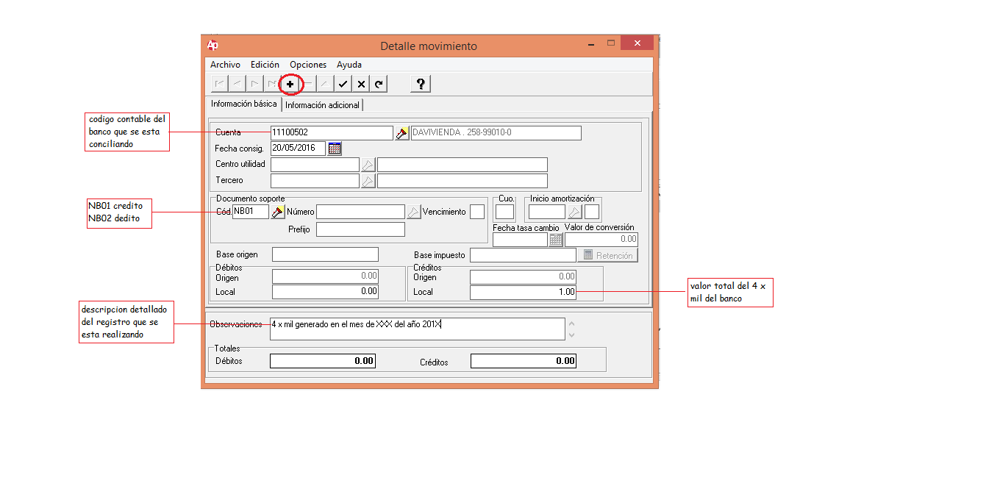 Ap
Detalle movimiento
Archivo Edición Opciones Ayuda
?
Información básica Información adicional
codigo contable del
banco que se esta
conciliando
Cuenta 11100502 DAVIVIENDA . 258-99010-0
Fecha consig. 20/05/2016
Centro utilidad
Tercero
NB01 credito
NB02 dedito
Documento soporte Cuo. Inicio amortización
Cód. NB01 Número Vencimiento
Prefijo Fecha tasa cambio Valor de conversión
0.00
Base origen Base impuesto Retención
Débitos Créditos
Origen 0.00 Origen 0.00
Local 0.00 Local 1.00
valor total del 4 x
mil del banco
descripcion detallado
del registro que se
esta realizando
Observaciones 4 x mil generado en el mes de XXX del año 201X
Totales
Débitos 0.00 Créditos 0.00